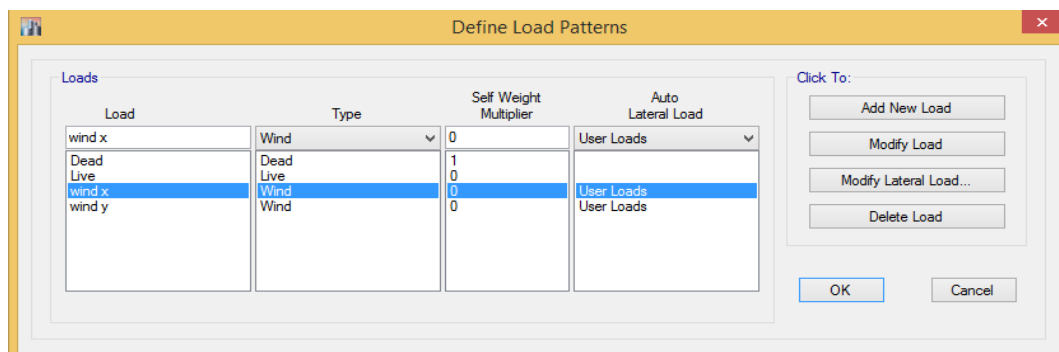 Define Load Patterns
Loads
Click To:
Load
Type
Self Weight
Multiplier
Auto
Lateral Load
wind x Wind 0 User Loads
Dead Dead 1
Live Live 0
wind x Wind 0 User Loads
wind y Wind 0 User Loads
Add New Load
Modify Load
Modify Lateral Load...
Delete Load
OK
Cancel